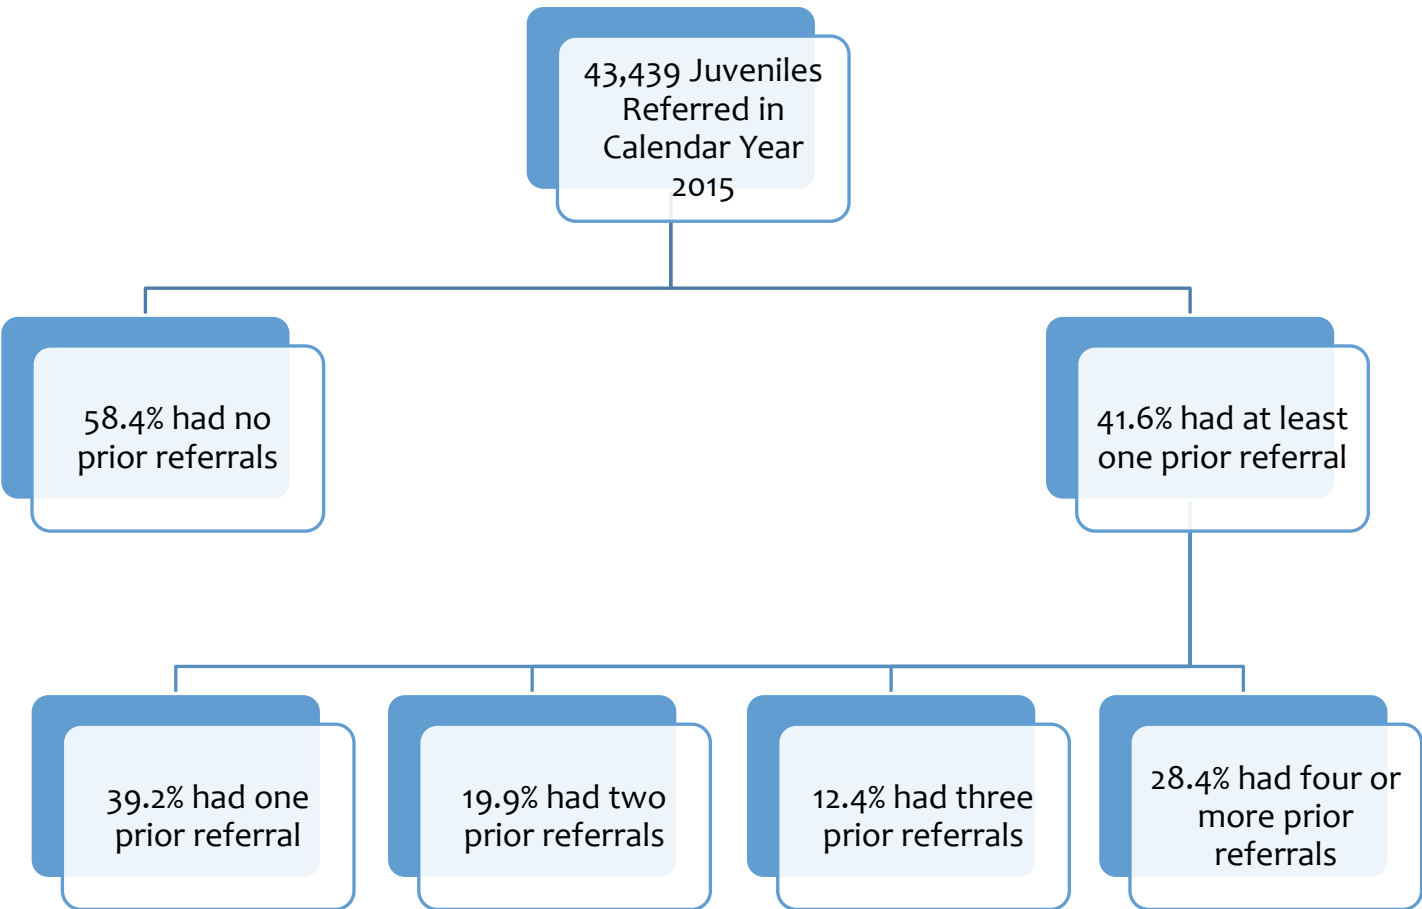 43,439 Juveniles
Referred in
Calendar Year
2015
58.4% had no
prior referrals
41.6% had at least
one prior referral
39.2% had one
prior referral
19.9% had two
prior referrals
12.4% had three
prior referrals
28.4% had four or
more prior
referrals